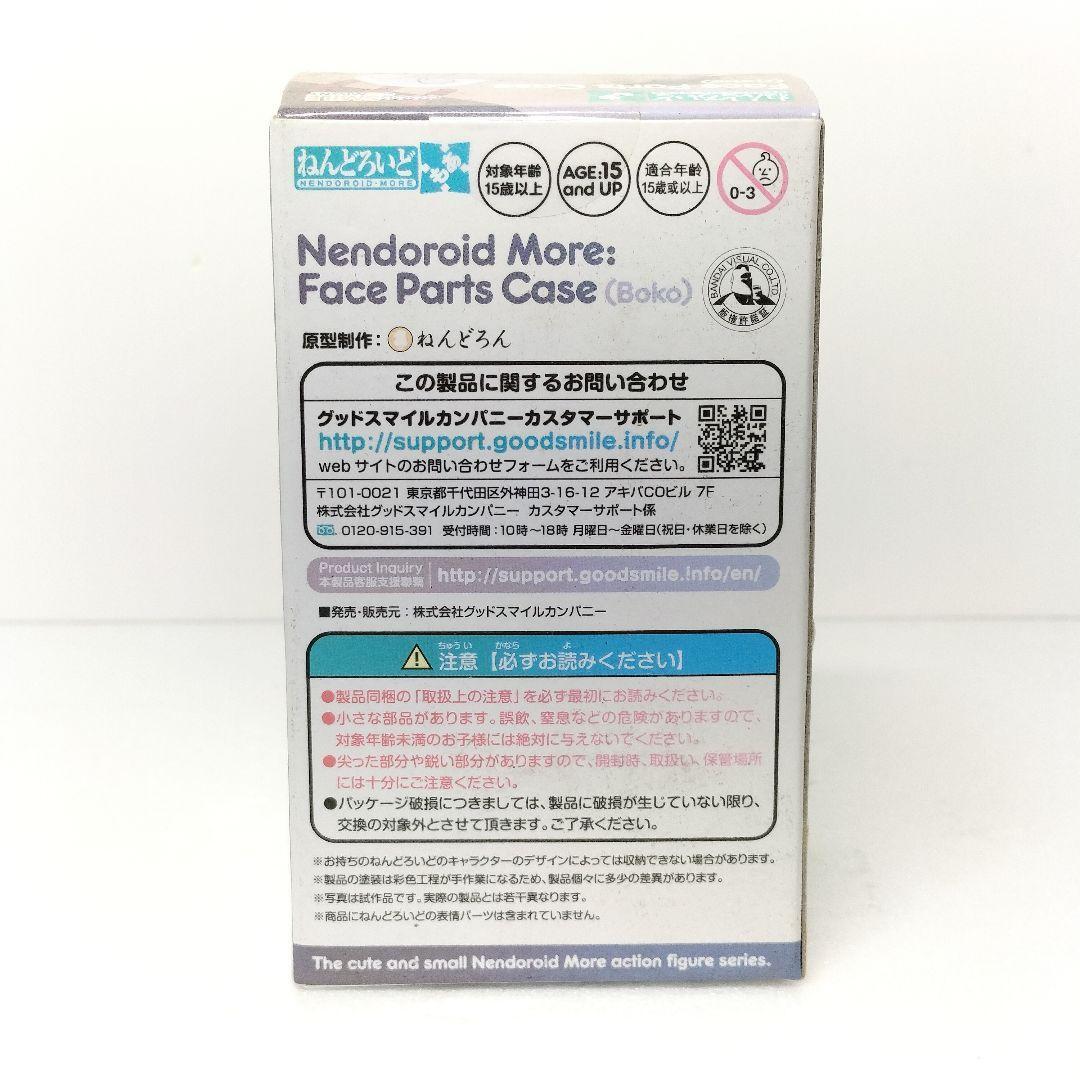 ねんどろいど
NENDOROID・MORE
対象年齢
15歳以上
AGE:15
and UP
適合年齢
15歳或以上
0-3
Nendoroid More:
Face Parts Case (Boko)
BANDAI VISUAL CO.,LTD
原型制作:ねんどろん
この製品に関するお問い合わせ
グッドスマイルカンパニーカスタマーサポート
http://support.goodsmile.info/
webサイトのお問い合わせフォームをご利用ください。
〒101-0021 東京都千代田区外神田3-16-12 アキバCOビル 7F
株式会社グッドスマイルカンパニー カスタマーサポート係
0120-915-391 受付時間:10時〜18時 月曜日〜金曜日(祝日・休業日を除く)
Product Inquiry
本製品客服支援聯繫
http://support.goodsmile.info/en/
■発売・販売元:株式会社グッドスマイルカンパニー
ちゅうい かなら よ
注意【必ずお読みください】
●製品同梱の「取扱上の注意」を必ず最初にお読みください。
●小さな部品があります。誤飲、窒息などの危険がありますので、
対象年齢未満のお子様には絶対に与えないでください。
●尖った部分や鋭い部分がありますので、開封時、取扱い、保管場所
には十分にご注意ください。
●パッケージ破損につきましては、製品に破損が生じていない限り、
交換の対象外とさせて頂きます。ご了承ください。
※お持ちのねんどろいどのキャラクターのデザインによっては収納できない場合があります。
※製品の塗装は彩色工程が手作業になるため、製品個々に多少の差異があります。
※写真は試作品です。実際の製品とは若干異なります。
※商品にねんどろいどの表情パーツは含まれていません。
The cute and small Nendoroid More action figure series.